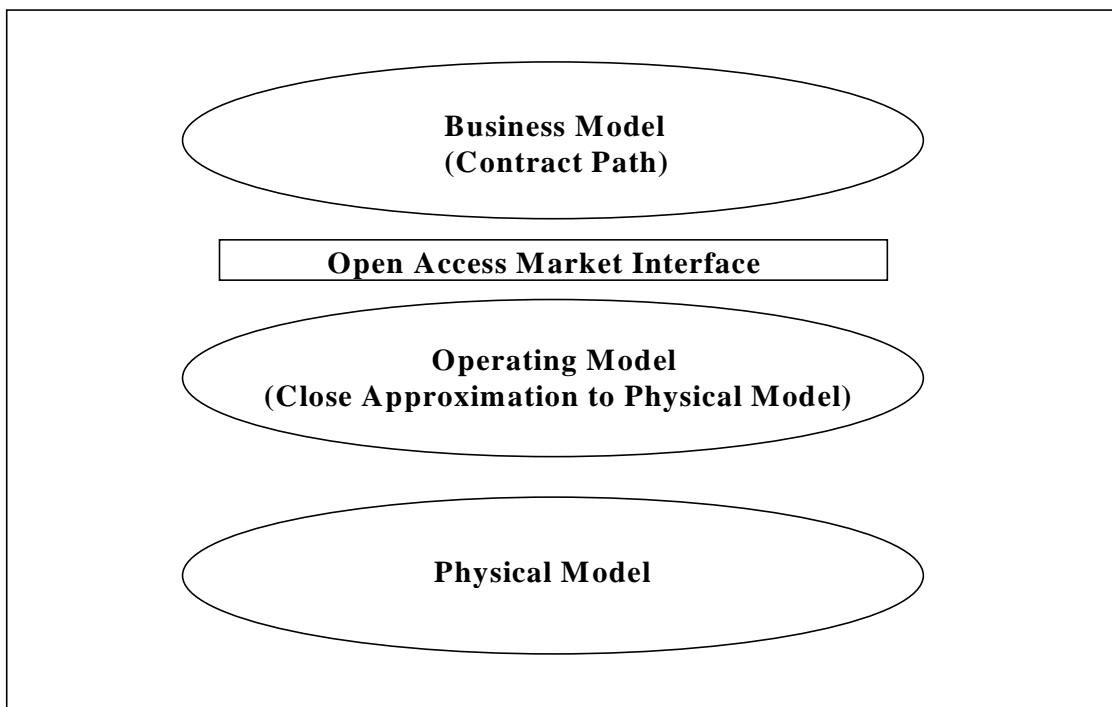 Business Model
(Contract Path)
Open Access Market Interface
Operating Model
(Close Approximation to Physical Model)
Physical Model